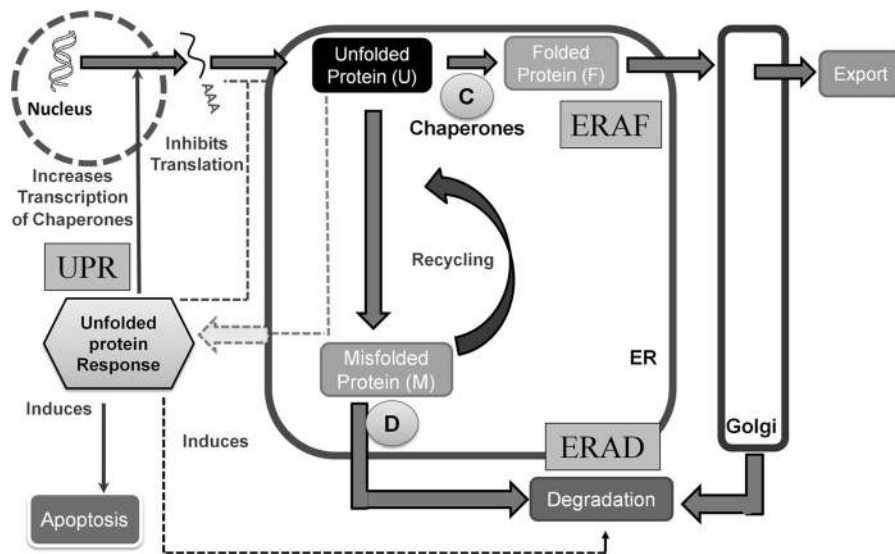 Nucleus
AAA
Inhibits
Translation
Increases
Transcription
of Chaperones
UPR
Unfolded
protein
Response
Induces
Apoptosis
Induces
Unfolded
Protein (U)
C
Chaperones
Folded
Protein (F)
ERAF
Recycling
Misfolded
Protein (M)
D
ER
ERAD
Degradation
Golgi
Export